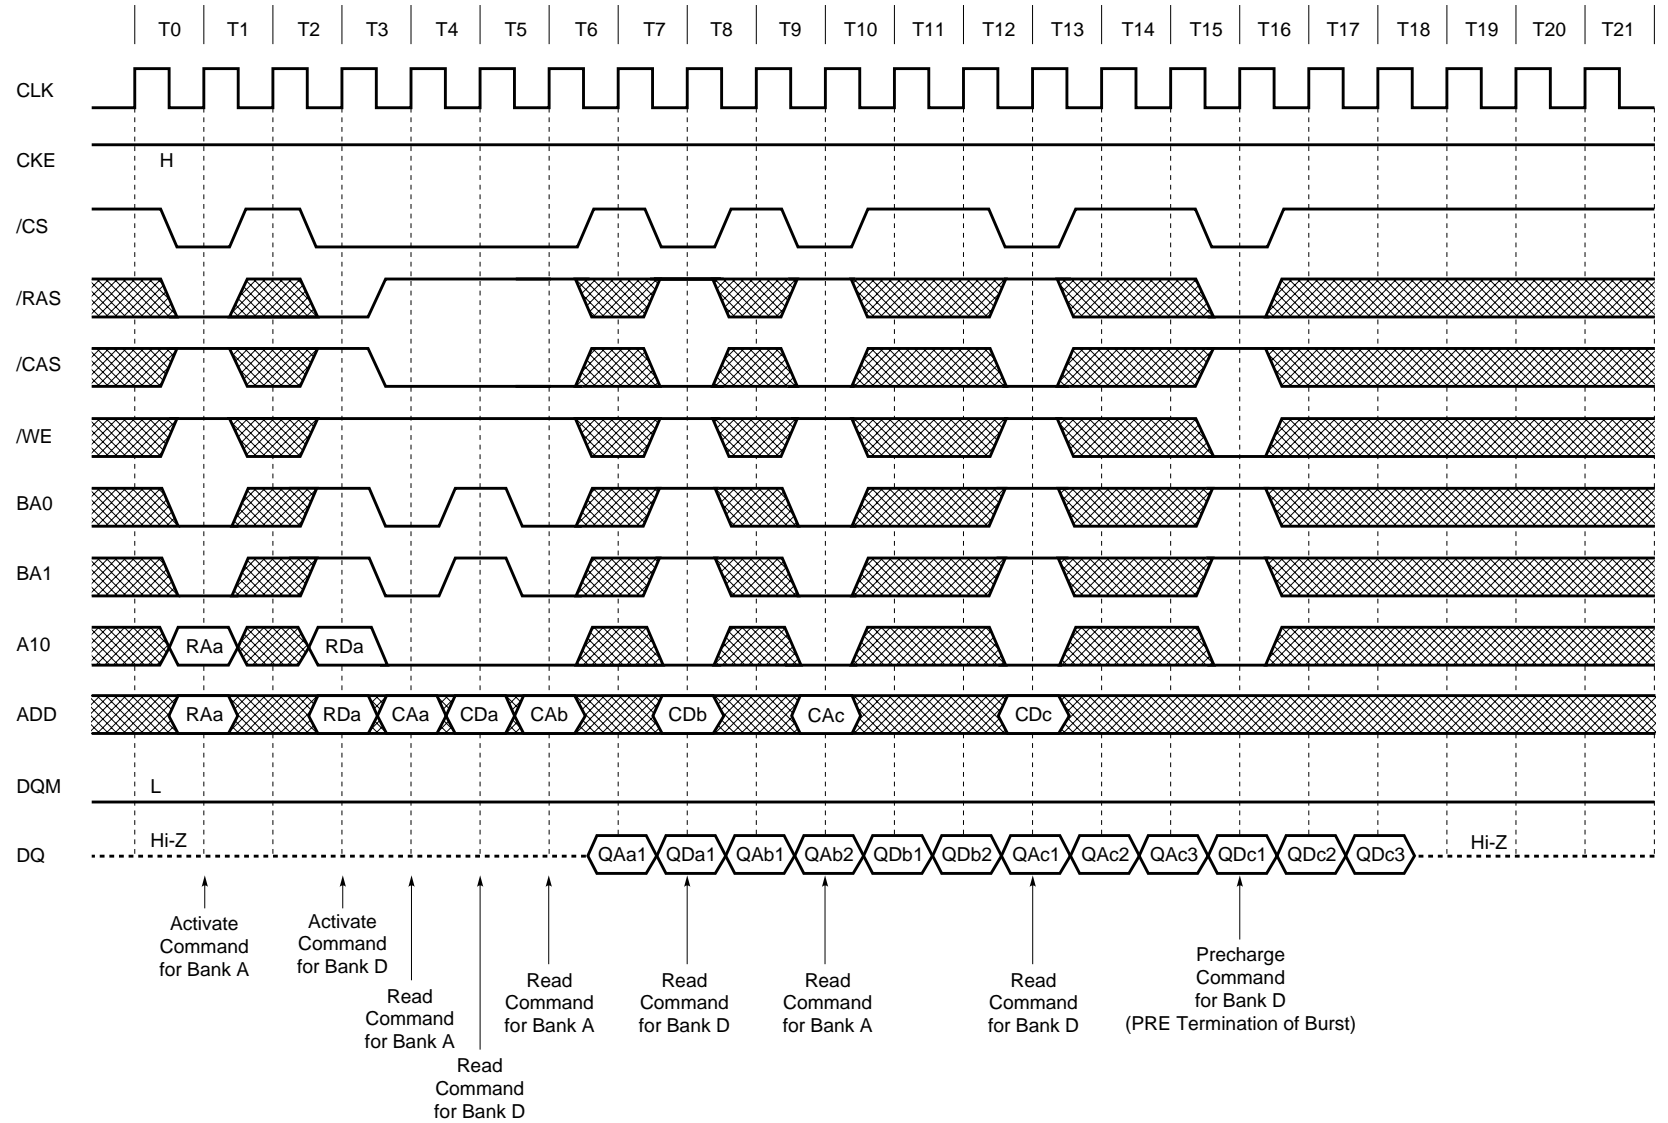 T0 T1 T2 T3 T4 T5 T6 T7 T8 T9 T10 T11 T12 T13 T14 T15 T16 T17 T18 T19 T20 T21
CLK
CKE H
/CS
/RAS
/CAS
/WE
BA0
BA1
A10 RAa RDa
ADD RAa RDa CAa CDa CAb CDb CAc CDc
DQM L
DQ Hi-Z QAa1 QDa1 QAb1 QAb2 QDb1 QDb2 QAc1 QAc2 QAc3 QDc1 QDc2 QDc3 Hi-Z
Activate
Command
for Bank A
Activate
Command
for Bank D
Read
Command
for Bank A
Read
Command
for Bank D
Read
Command
for Bank A
Read
Command
for Bank D
Read
Command
for Bank A
Read
Command
for Bank D
Precharge
Command
for Bank D
(PRE Termination of Burst)